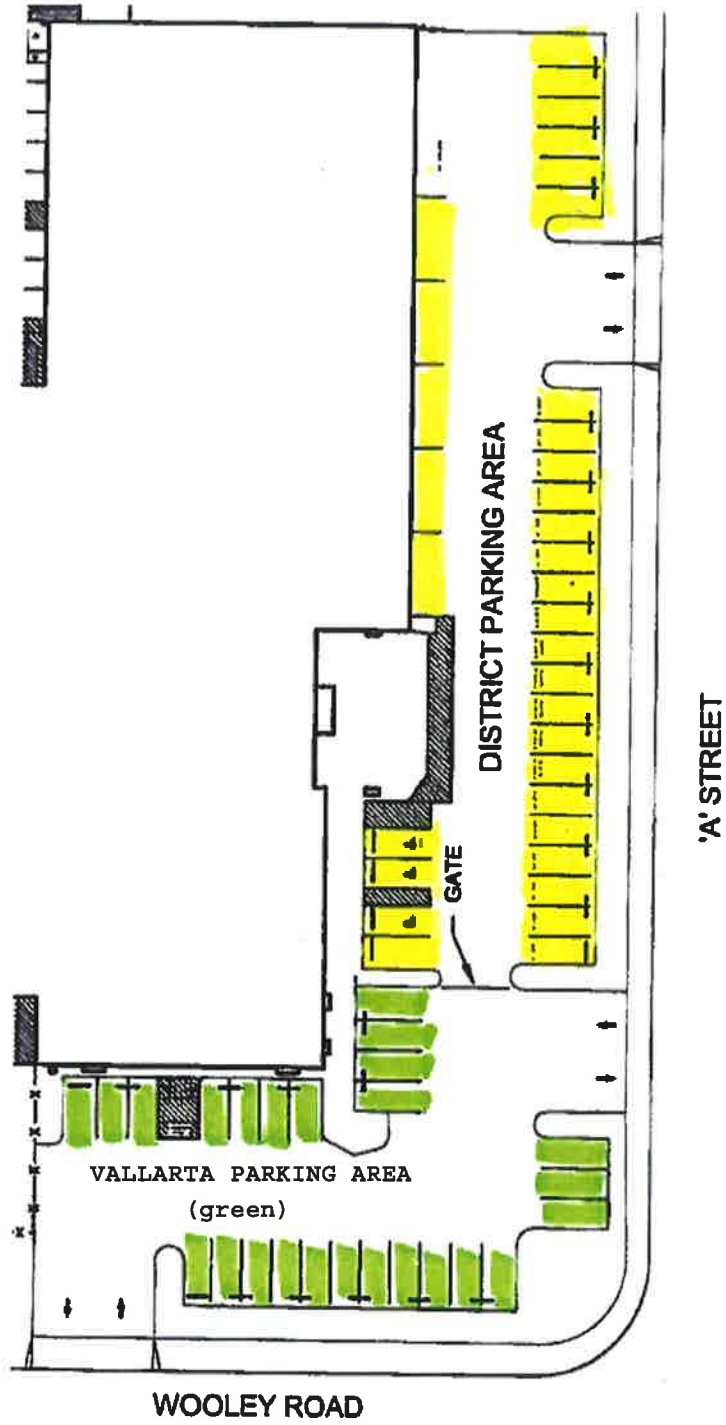 DISTRICT PARKING AREA
GATE
'A' STREET
VALLARTA PARKING AREA
(green)
WOOLEY ROAD